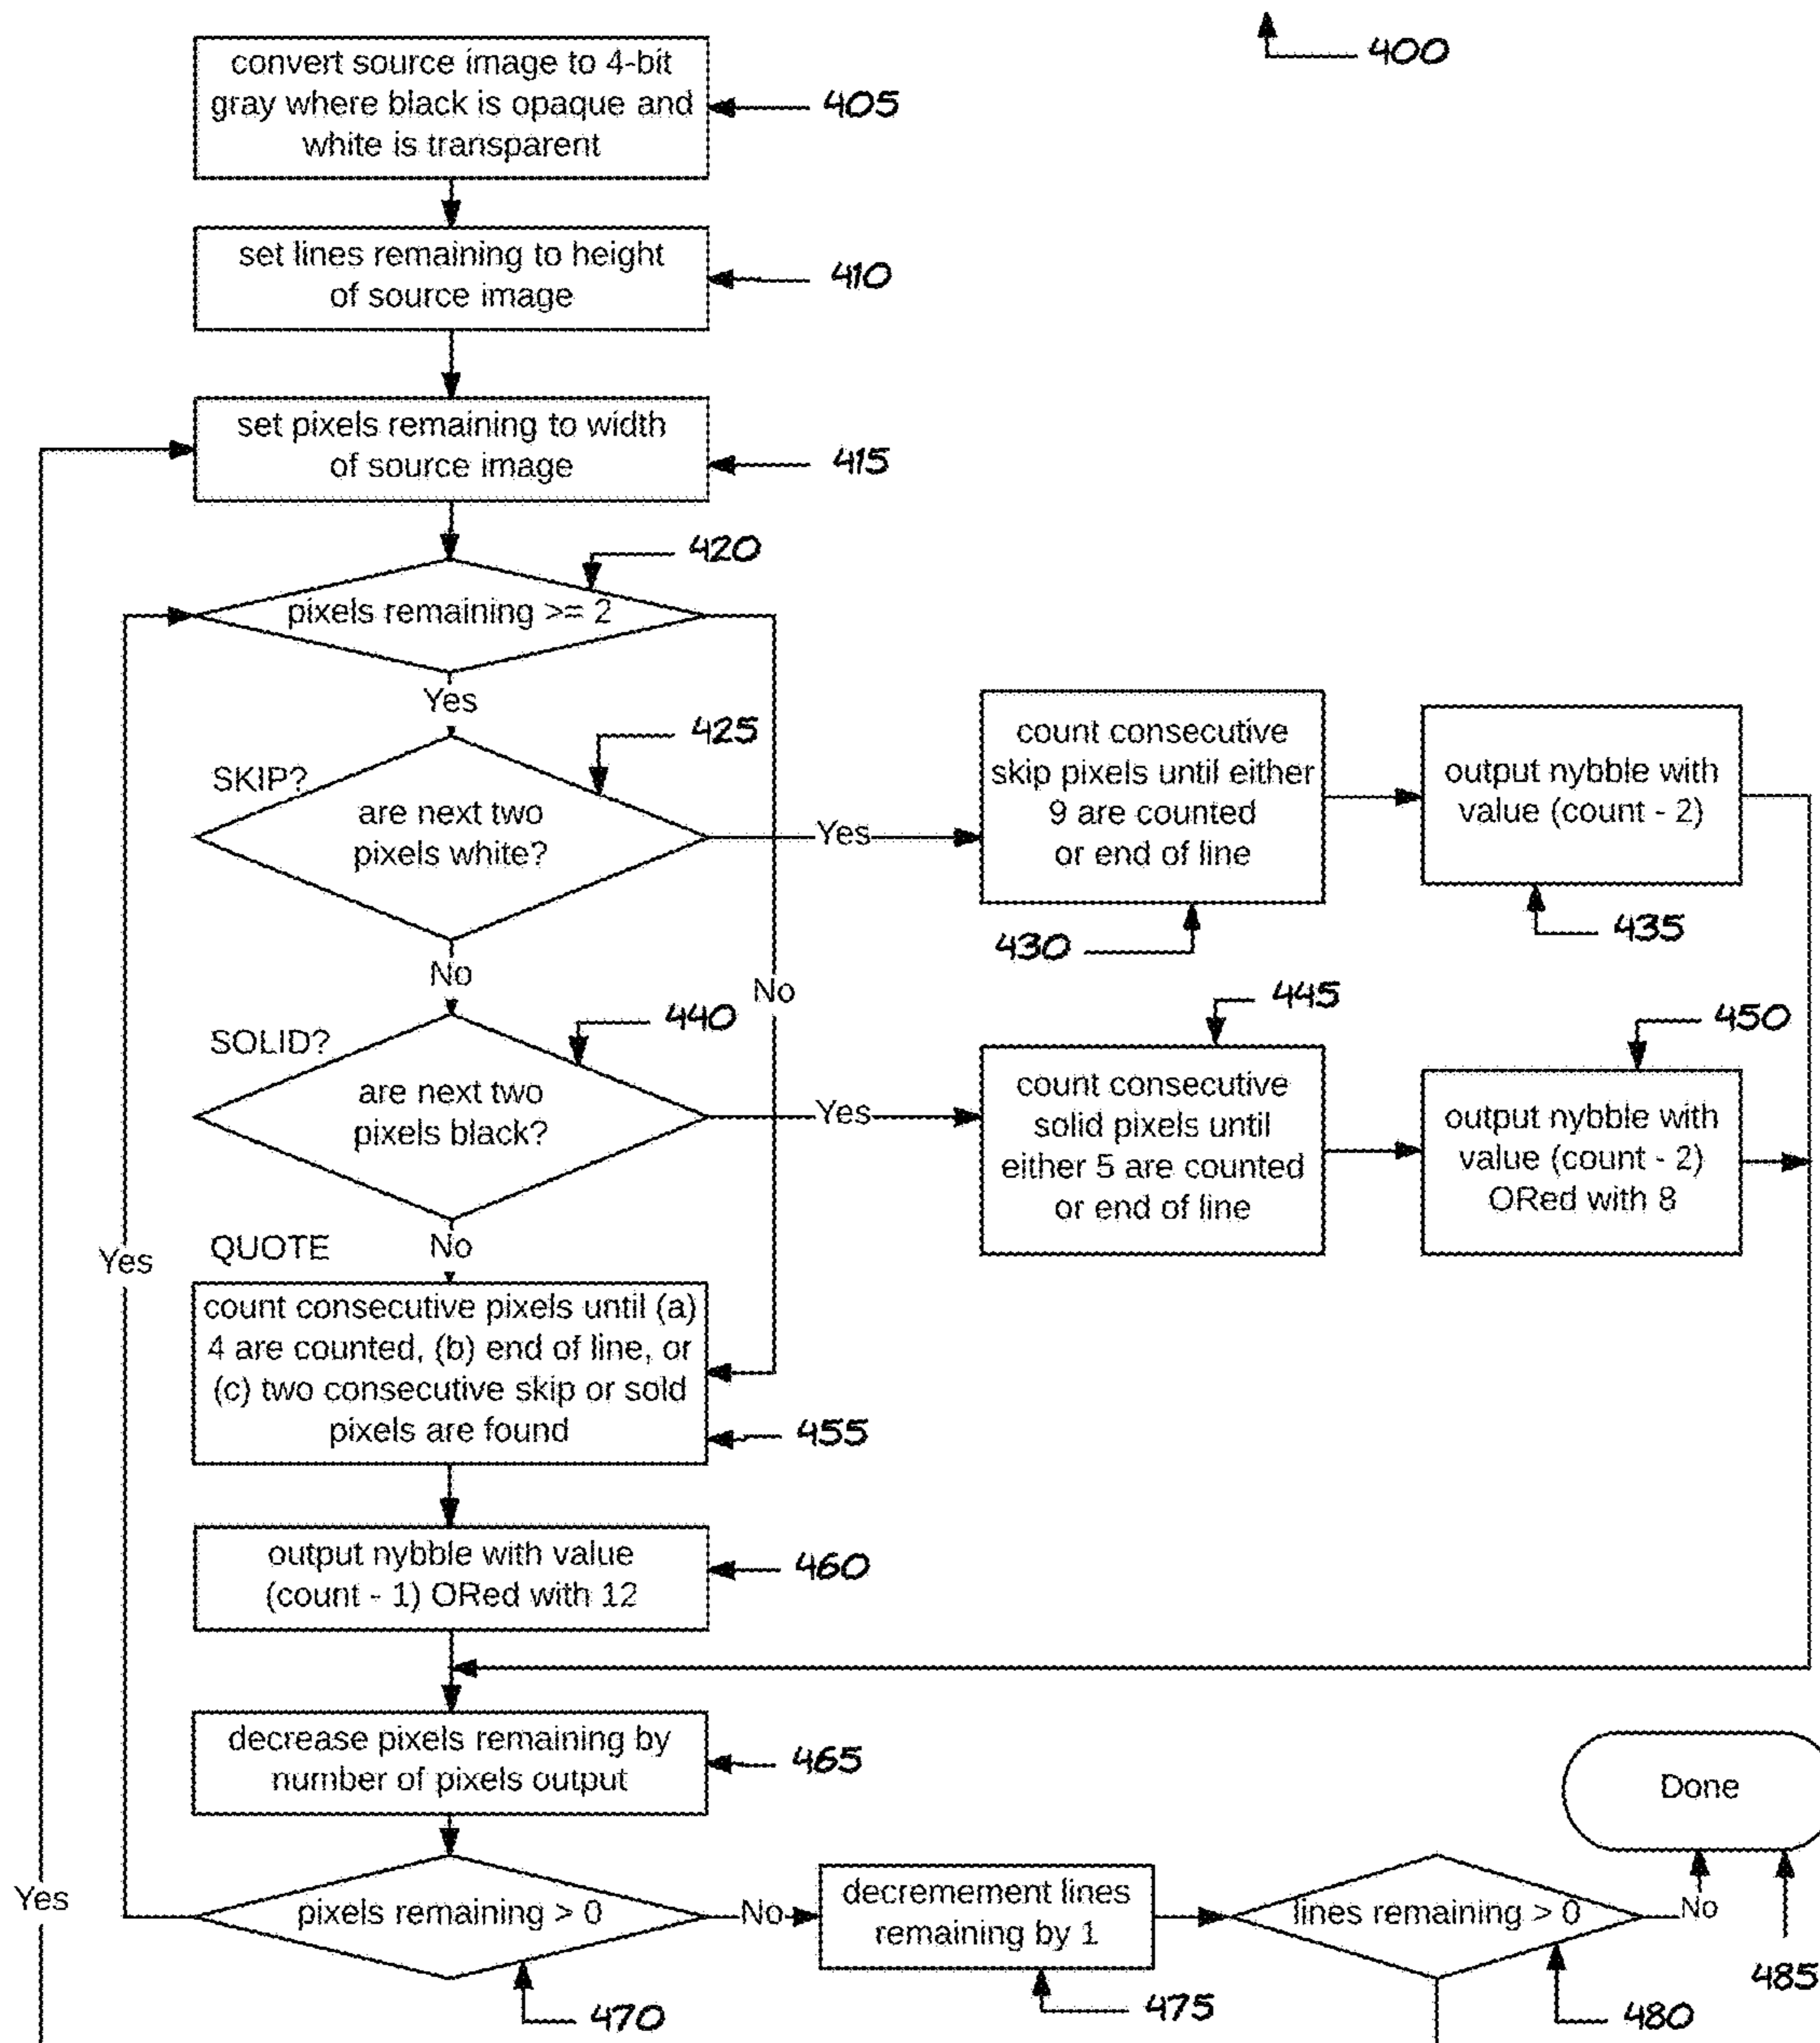 400
convert source image to 4-bit
gray where black is opaque and
white is transparent
405
set lines remaining to height
of source image
410
set pixels remaining to width
of source image
415
420
pixels remaining >= 2
Yes
425
SKIP?
are next two
pixels white?
Yes
count consecutive
skip pixels until either
9 are counted
or end of line
430
output nybble with
value (count - 2)
435
No
No
440
SOLID?
are next two
pixels black?
Yes
445
count consecutive
solid pixels until
either 5 are counted
or end of line
450
output nybble with
value (count - 2)
ORed with 8
No
QUOTE
Yes
count consecutive pixels until (a)
4 are counted, (b) end of line, or
(c) two consecutive skip or sold
pixels are found
455
output nybble with value
(count - 1) ORed with 12
460
decrease pixels remaining by
number of pixels output
465
Done
Yes
pixels remaining > 0
No
decremement lines
remaining by 1
lines remaining > 0
No
470
475
480
485